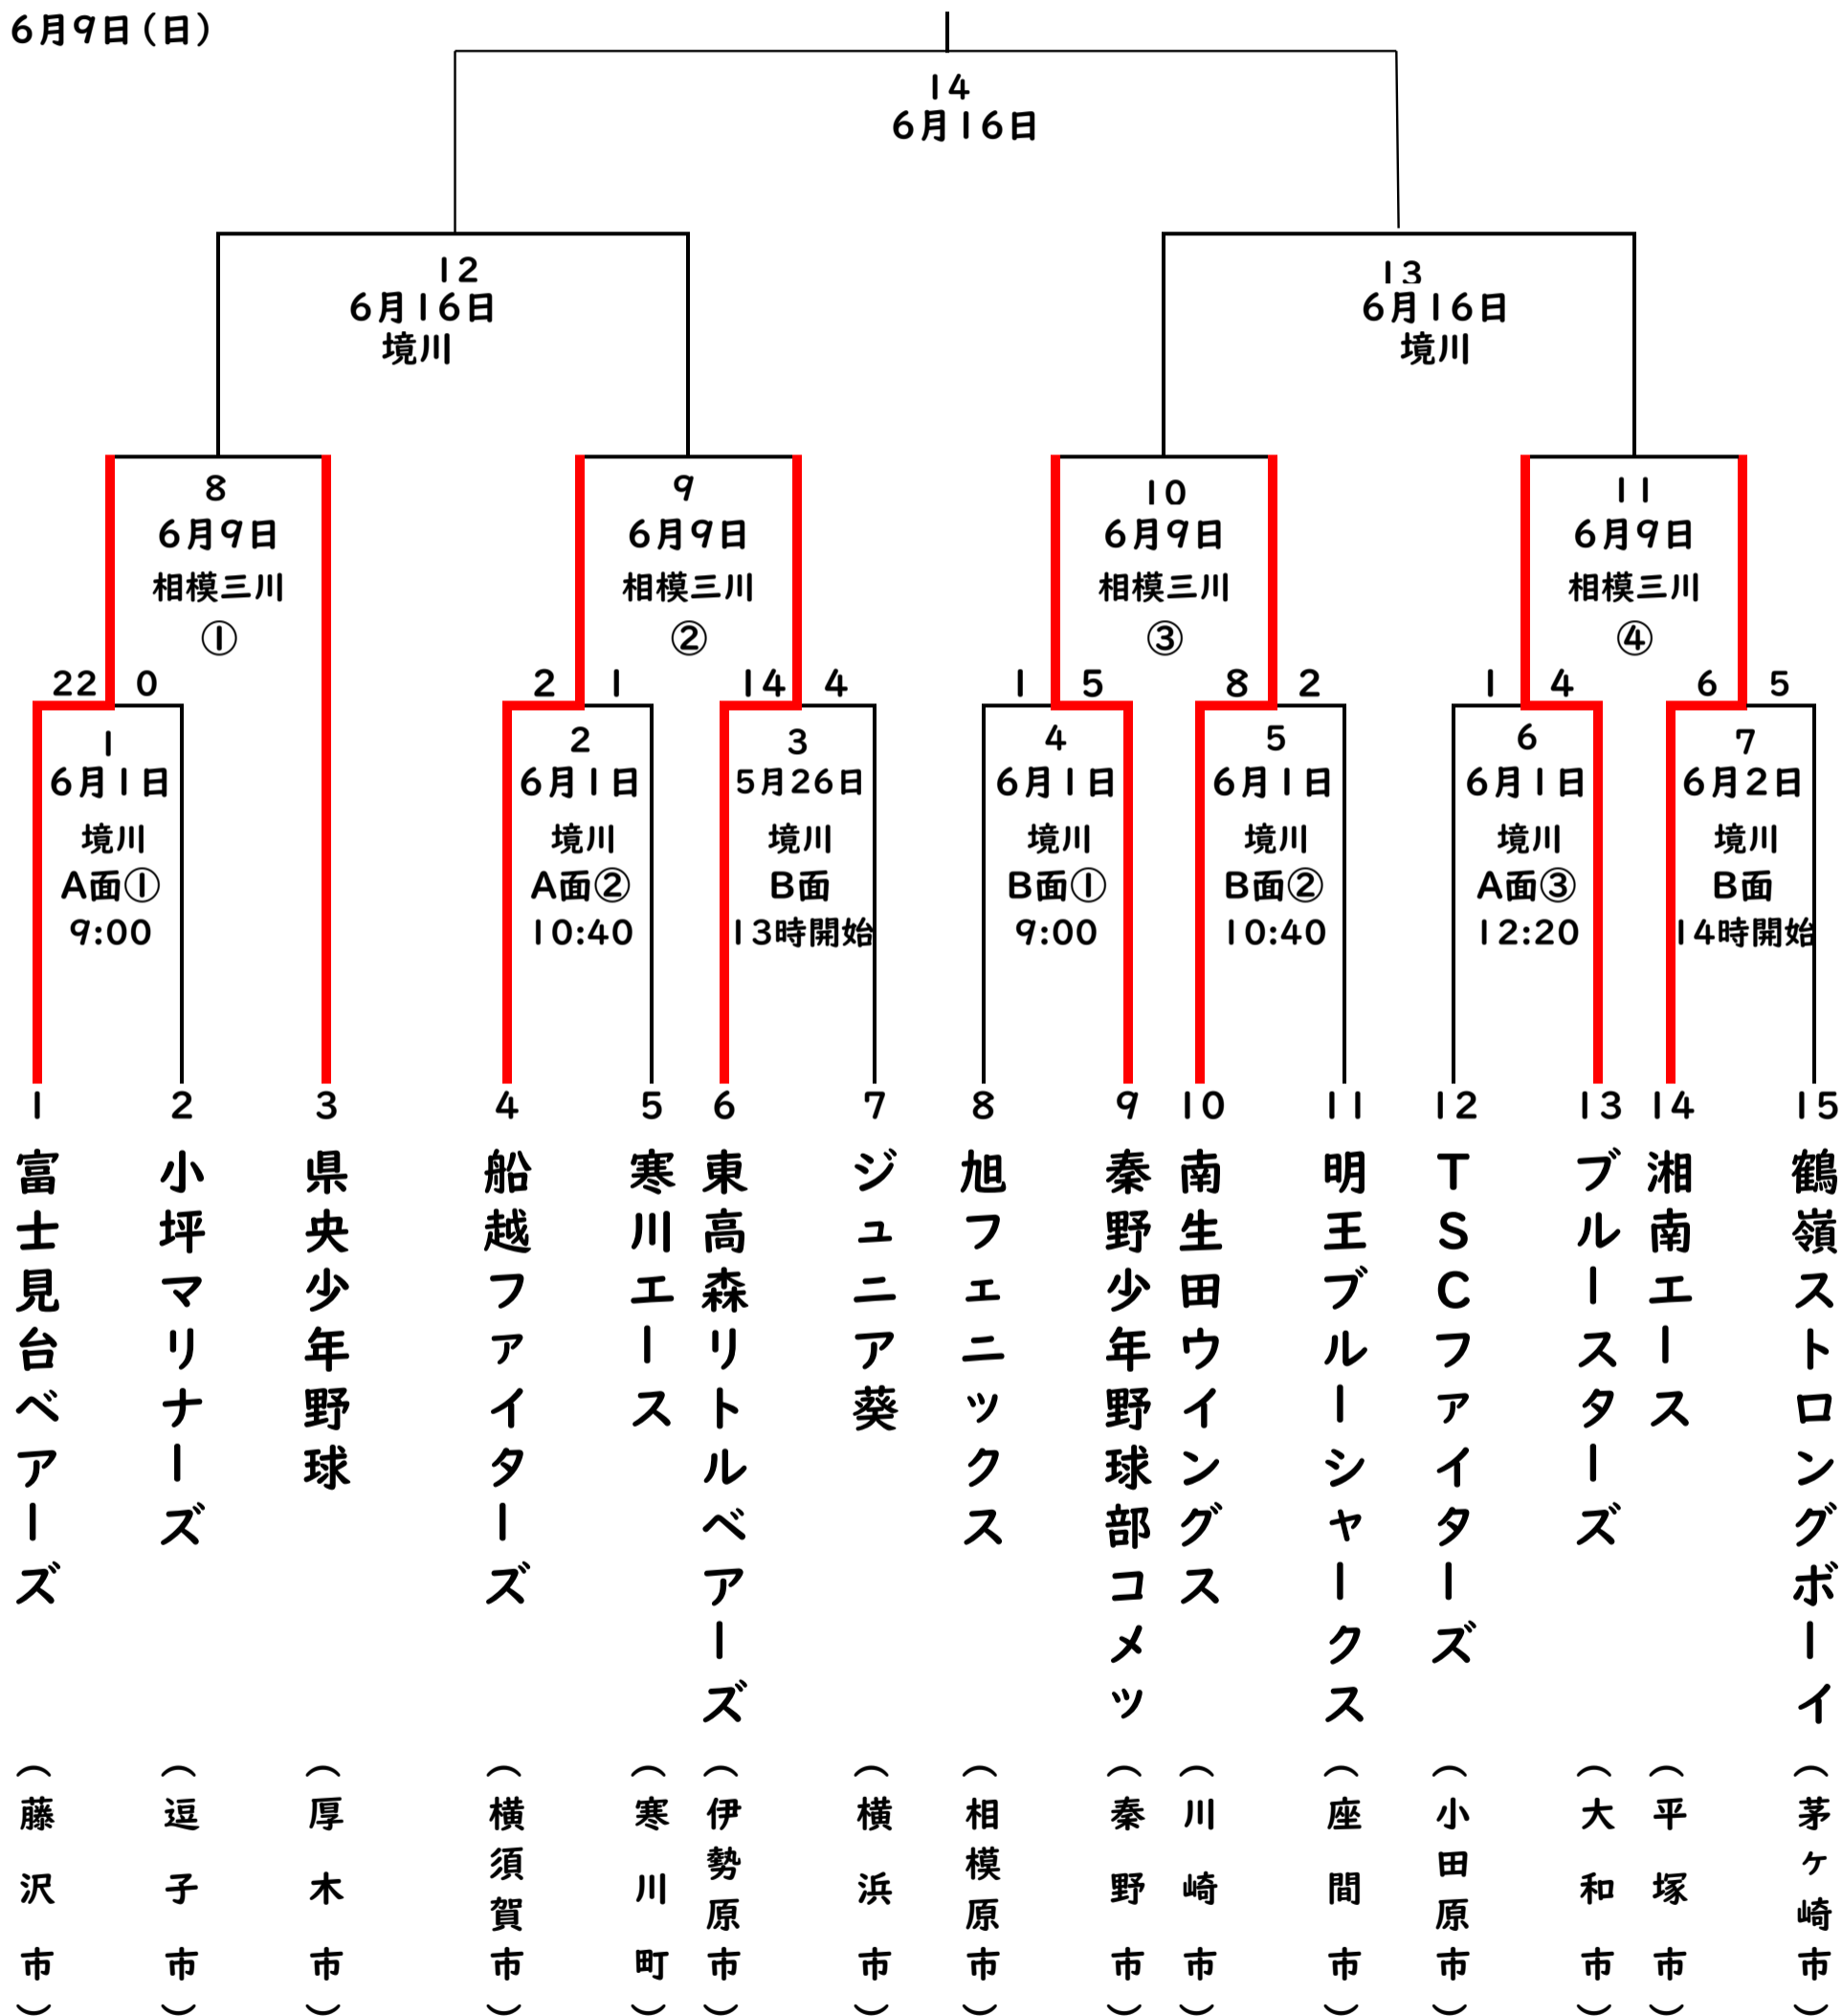 6月9日(日)
14
6月16日
12
6月16日
境川
13
6月16日
境川
8
6月9日
相模三川
①
9
6月9日
相模三川
②
10
6月9日
相模三川
③
11
6月9日
相模三川
④
22 0
1
6月1日
境川
A面①
9:00
2 1
2
6月1日
境川
A面②
10:40
14 4
3
5月26日
境川
B面
13時開始
1 5
4
6月1日
境川
B面①
9:00
8 2
5
6月1日
境川
B面②
10:40
1 4
6
6月1日
境川
A面③
12:20
6 5
7
6月2日
境川
B面
14時開始
1
富士見台ベアーズ
(藤沢市)
2
小坪マリナーズ
(逗子市)
3
県央少年野球
(厚木市)
4
船越ファイターズ
(横須賀市)
5
寒川エース
(寒川町)
6
東高森リトルベアーズ
(伊勢原市)
7
ジュニア葵
(横浜市)
8
旭フェニックス
(相模原市)
9
秦野少年野球部コメッ
(秦野市)
10
南生田ウイングス
(川崎市)
11
明王ブルーシャークス
(座間市)
12
TSCファイターズ
(小田原市)
13
ブルースターズ
(大和市)
14
湘南エース
(平塚市)
15
鶴嶺ストロングボーイ
(茅ヶ崎市)